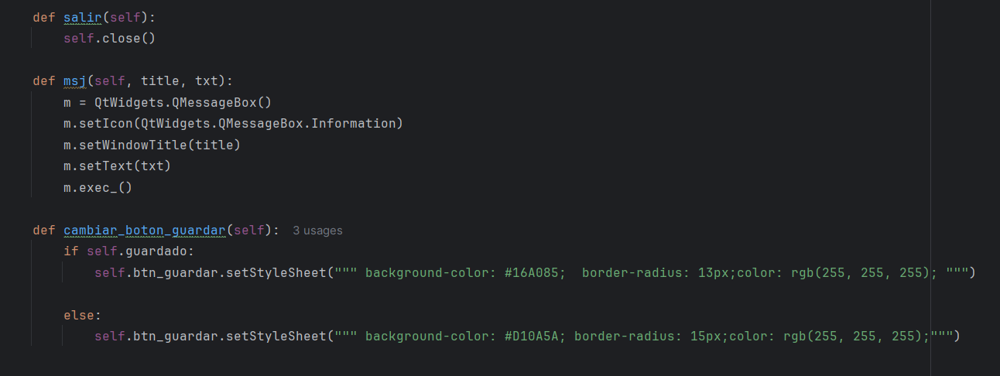 def salir(self):
    self.close()

def msj(self, title, txt):
    m = QtWidgets.QMessageBox()
    m.setIcon(QtWidgets.QMessageBox.Information)
    m.setWindowTitle(title)
    m.setText(txt)
    m.exec_()

def cambiar_boton_guardar(self):  3 usages
    if self.guardado:
        self.btn_guardar.setStyleSheet(""" background-color: #16A085;  border-radius: 13px;color: rgb(255, 255, 255); """)

    else:
        self.btn_guardar.setStyleSheet(""" background-color: #D10A5A; border-radius: 15px;color: rgb(255, 255, 255);""")